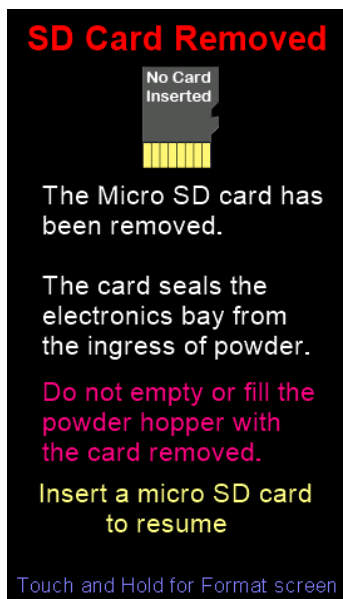 SD Card Removed
No Card
Inserted
The Micro SD card has
been removed.
The card seals the
electronics bay from
the ingress of powder.
Do not empty or fill the
powder hopper with
the card removed.
Insert a micro SD card
to resume
Touch and Hold for Format screen